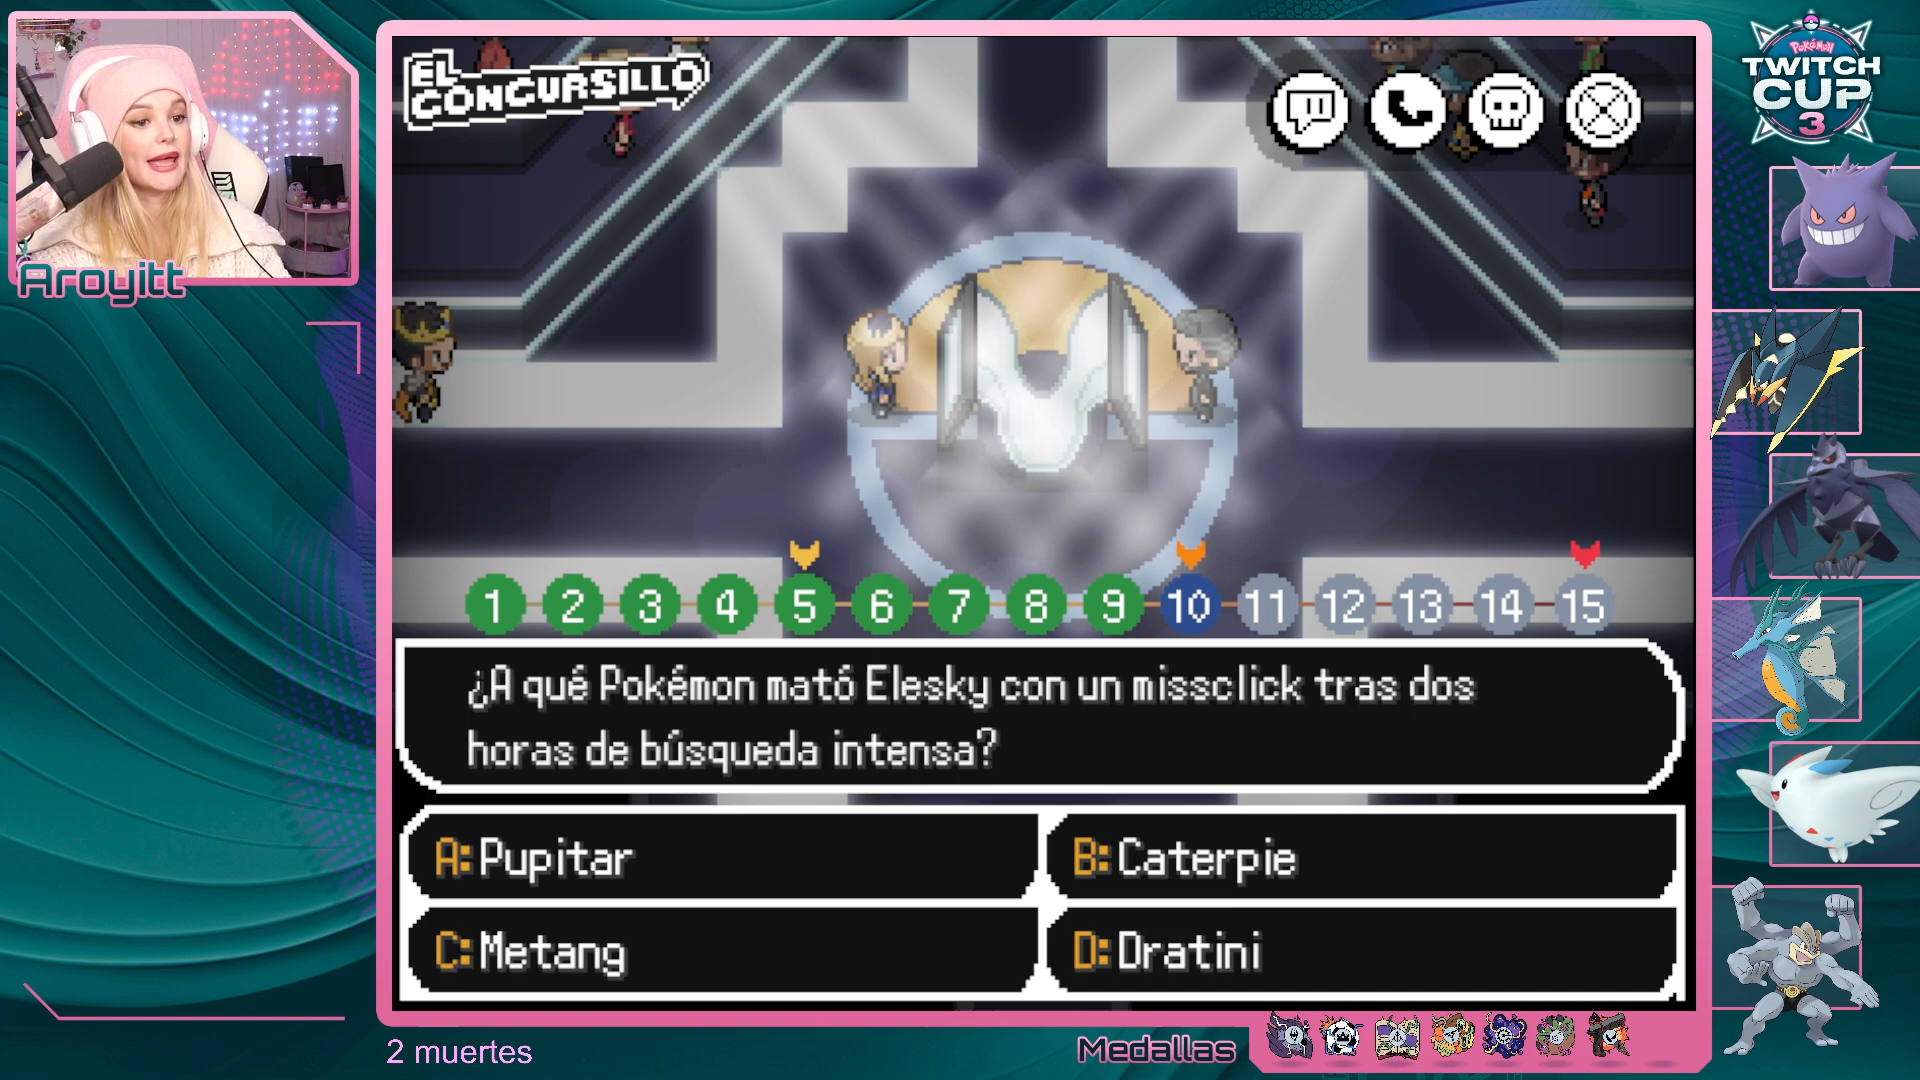 Aroyitt
EL
CONCURSILLO
Pokémon
TWITCH
CUP
3
1 2 3 4 5 6 7 8 9 10 11 12 13 14 15
¿A qué Pokémon mató Elesky con un missclick tras dos
horas de búsqueda intensa?
A: Pupitar
B: Caterpie
C: Metang
D: Dratini
2 muertes
Medallas